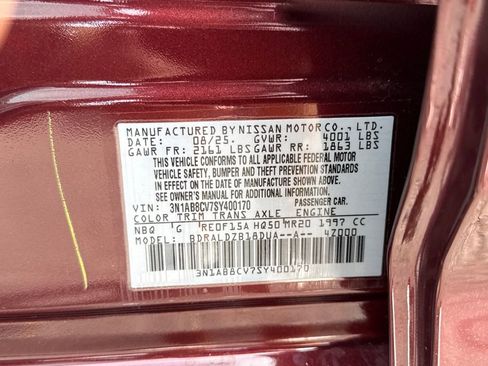 MANUFACTURED BY NISSAN MOTOR CO., LTD.
DATE: 08/25. GVWR: 4001 LBS
GAWR FR: 2161 LBS GAWR RR: 1863 LBS
THIS VEHICLE CONFORMS TO ALL APPLICABLE FEDERAL MOTOR
VEHICLE SAFETY, BUMPER AND THEFT PREVENTION STANDARDS
IN EFFECT ON THE DATE OF MANUFACTURE SHOWN ABOVE.
SEE OWNER'S MANUAL FOR ADDITIONAL INFORMATION.
VIN: 3N1AB8CV7SY400170 PASSENGER CAR.
COLOR TRIM TRANS AXLE ENGINE
NBQ G RE0F15A HQ50 MR20 1997 CC
MODEL: BDRALDZB18DUA--A-- 4Z000
3N1AB8CV7SY400170